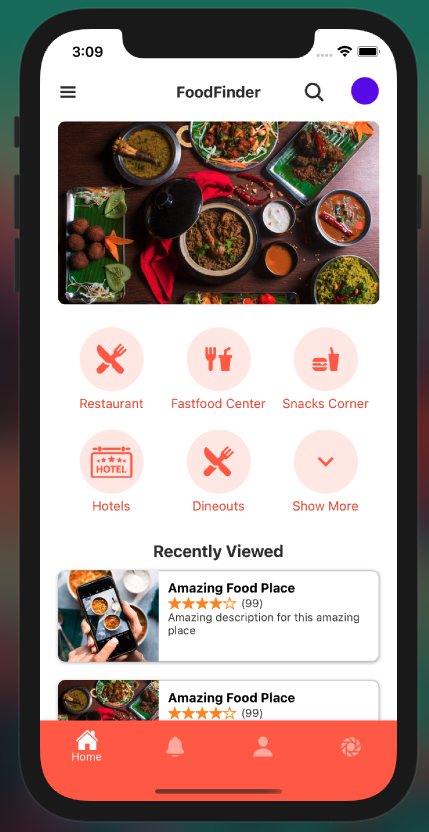 3:09
FoodFinder
Restaurant
Fastfood Center
Snacks Corner
HOTEL
Hotels
Dineouts
Show More
Recently Viewed
Amazing Food Place
(99)
Amazing description for this amazing
place
Amazing Food Place
(99)
Home